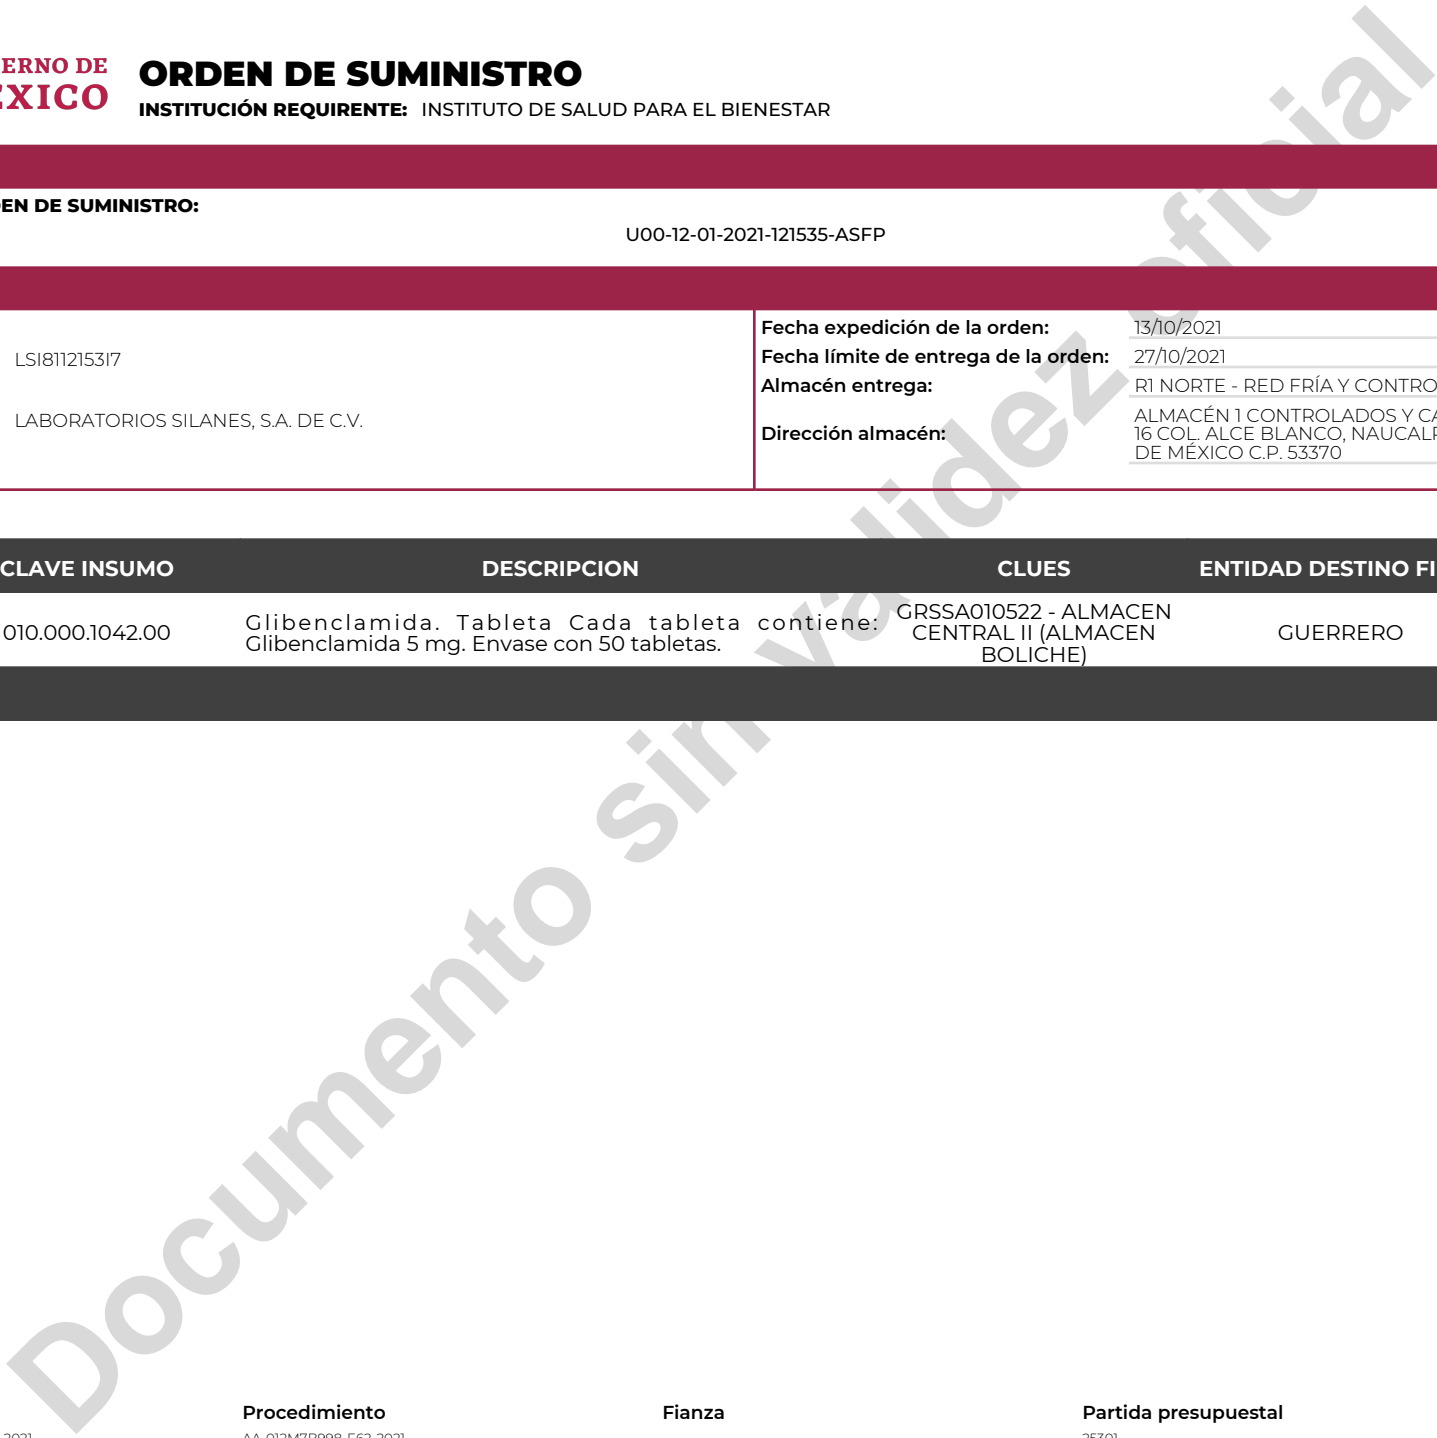 ERNO DE
ÉXICO
ORDEN DE SUMINISTRO
INSTITUCIÓN REQUIRENTE: INSTITUTO DE SALUD PARA EL BIENESTAR
EN DE SUMINISTRO:
U00-12-01-2021-121535-ASFP
LSI8112153I7
LABORATORIOS SILANES, S.A. DE C.V.
Fecha expedición de la orden: 13/10/2021
Fecha límite de entrega de la orden: 27/10/2021
Almacén entrega: R1 NORTE - RED FRÍA Y CONTRO
Dirección almacén:
ALMACÉN 1 CONTROLADOS Y CA
16 COL. ALCE BLANCO, NAUCALP
DE MÉXICO C.P. 53370
CLAVE INSUMO DESCRIPCION CLUES ENTIDAD DESTINO FI
010.000.1042.00
Glibenclamida. Tableta Cada tableta contiene:
Glibenclamida 5 mg. Envase con 50 tabletas.
GRSSA010522 - ALMACEN
CENTRAL II (ALMACEN
BOLICHE)
GUERRERO
Documento sin validez oficial
Procedimiento Fianza Partida presupuestal